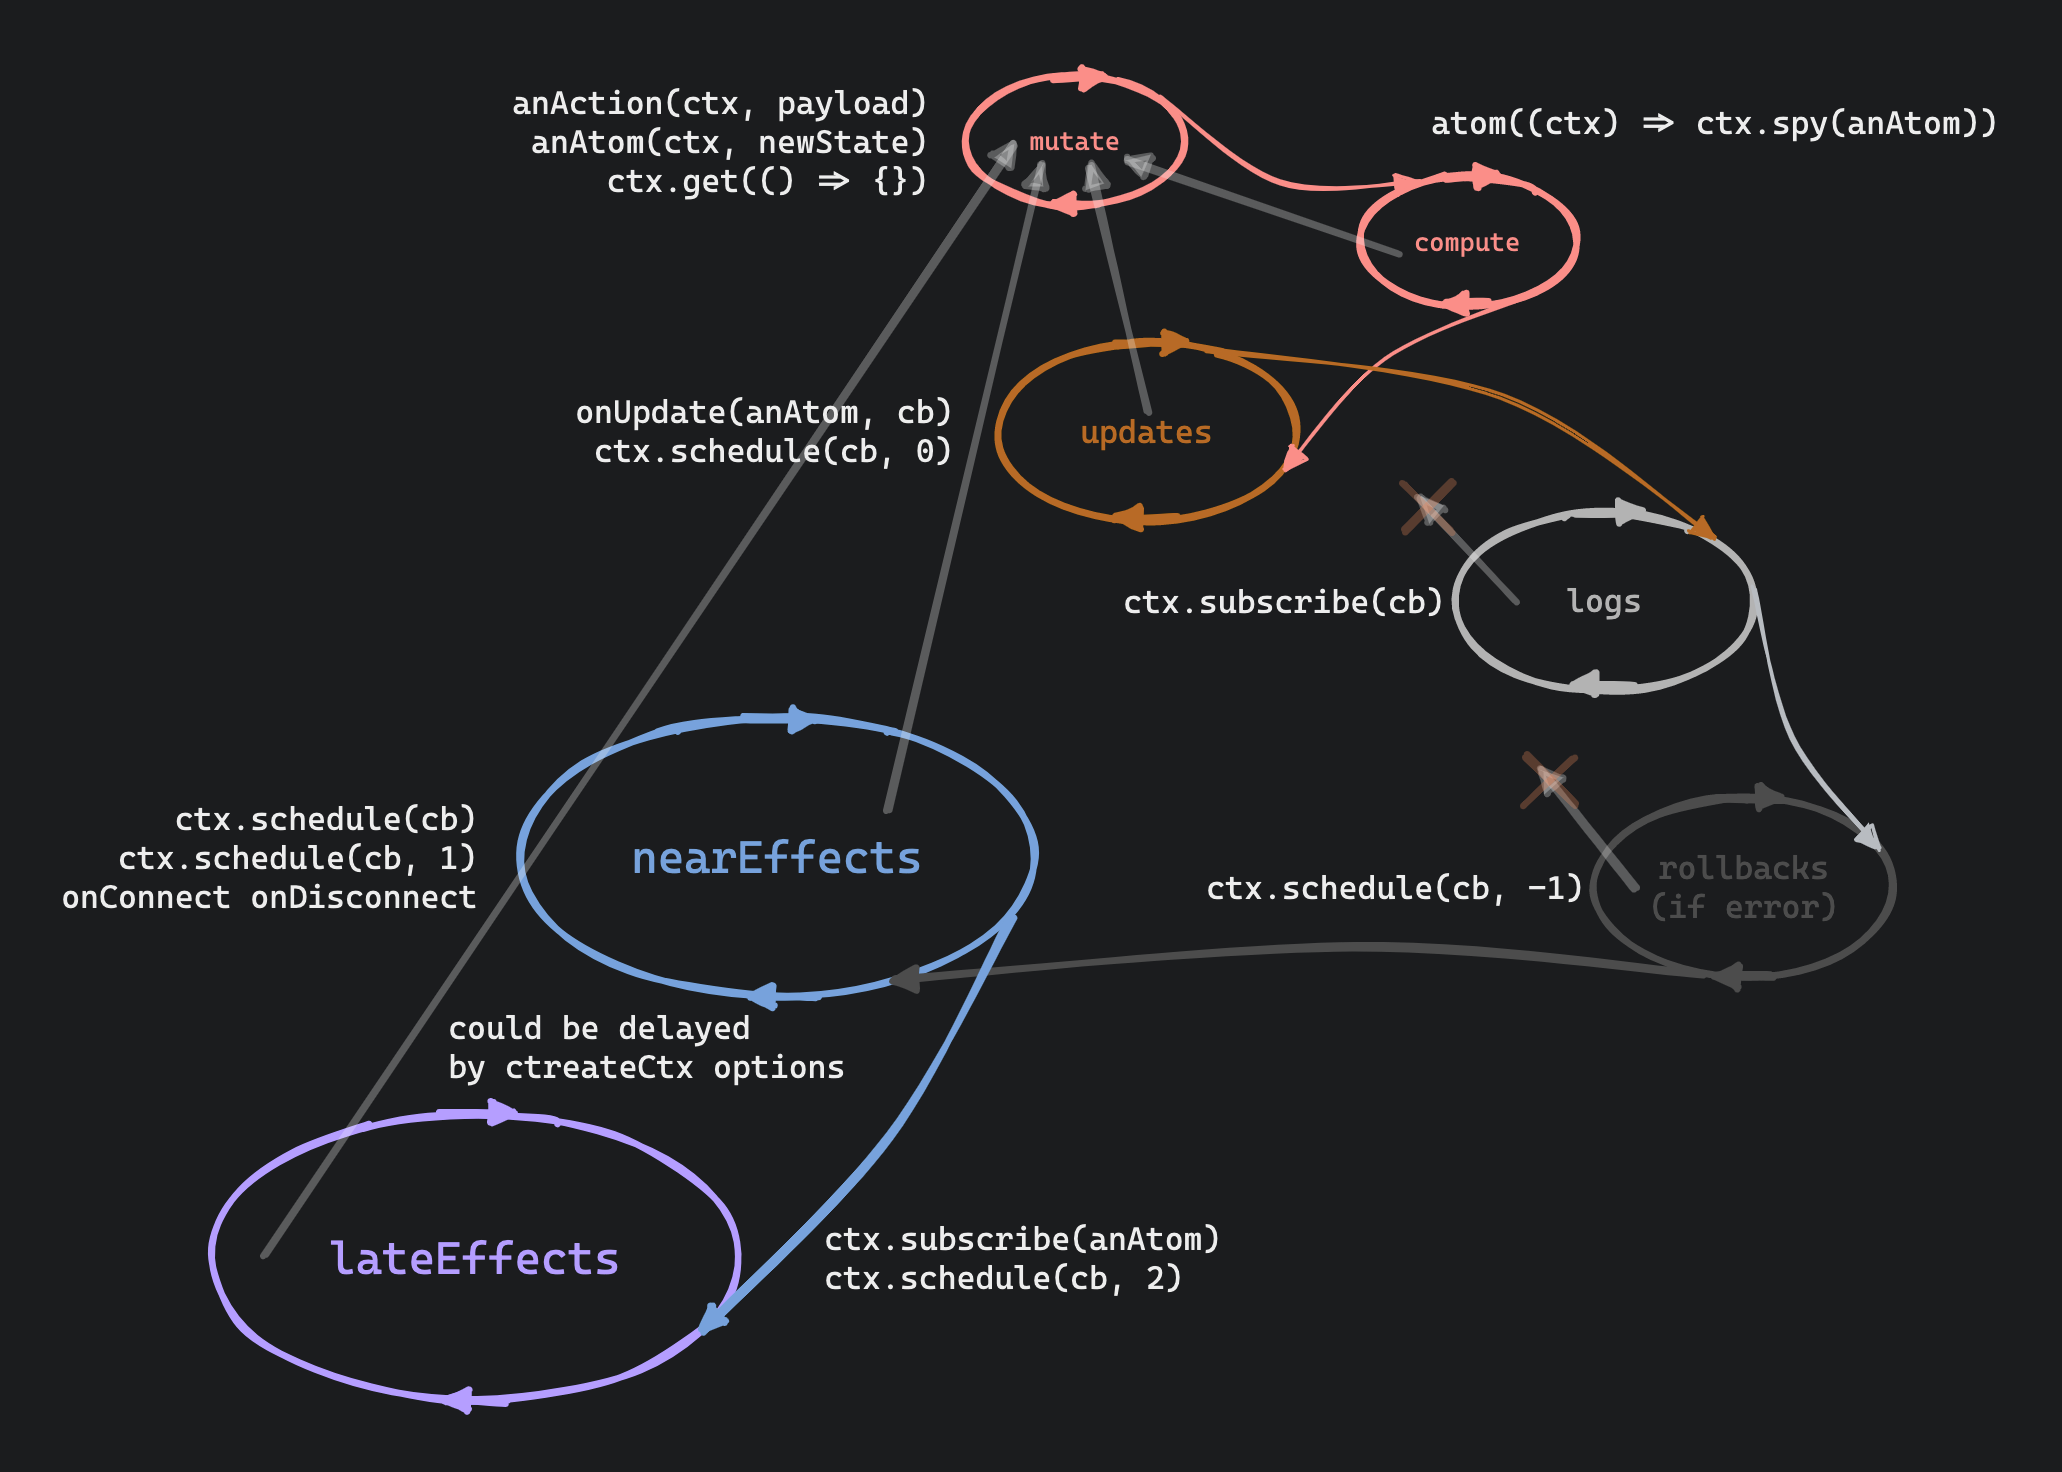 anAction(ctx, payload)
anAtom(ctx, newState)
ctx.get(() => {})
mutate
atom((ctx) => ctx.spy(anAtom))
compute
onUpdate(anAtom, cb)
ctx.schedule(cb, 0)
updates
ctx.subscribe(cb)
logs
ctx.schedule(cb)
ctx.schedule(cb, 1)
onConnect onDisconnect
nearEffects
ctx.schedule(cb, -1)
rollbacks
(if error)
could be delayed
by ctreateCtx options
lateEffects
ctx.subscribe(anAtom)
ctx.schedule(cb, 2)